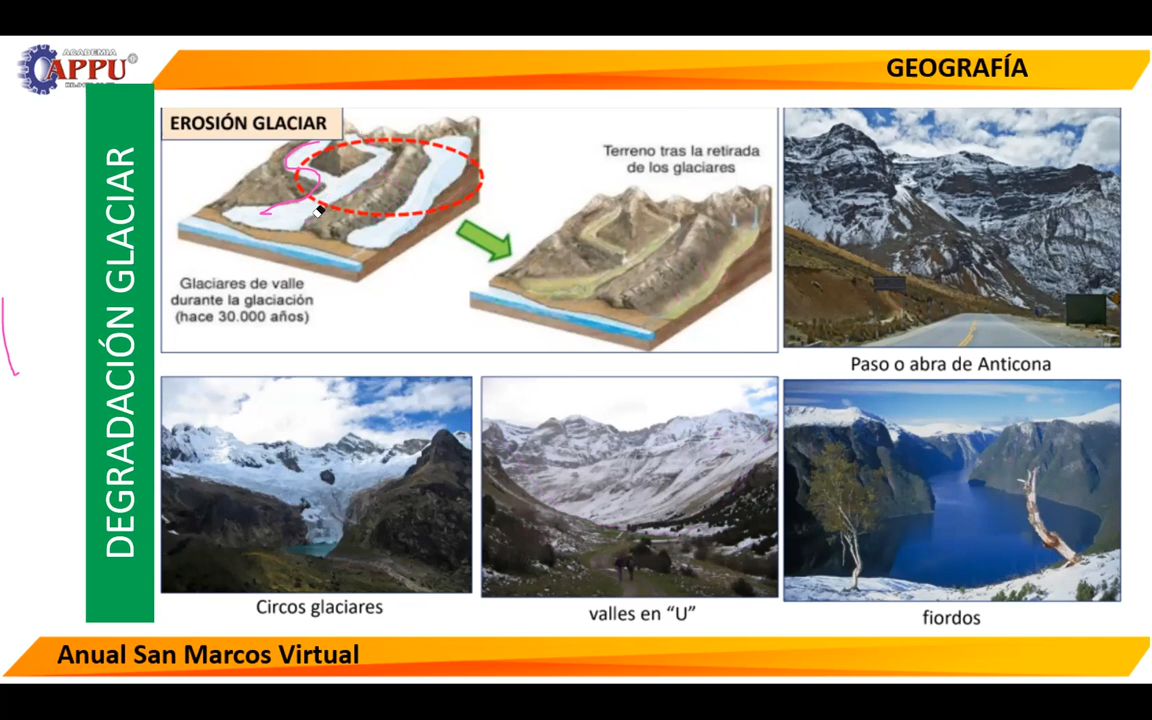 ACADEMIA
APPU
GEOGRAFÍA
DEGRADACIÓN GLACIAR
EROSIÓN GLACIAR
Glaciares de valle
durante la glaciación
(hace 30.000 años)
Terreno tras la retirada
de los glaciares
Paso o abra de Anticona
Circos glaciares
valles en “U”
fiordos
Anual San Marcos Virtual